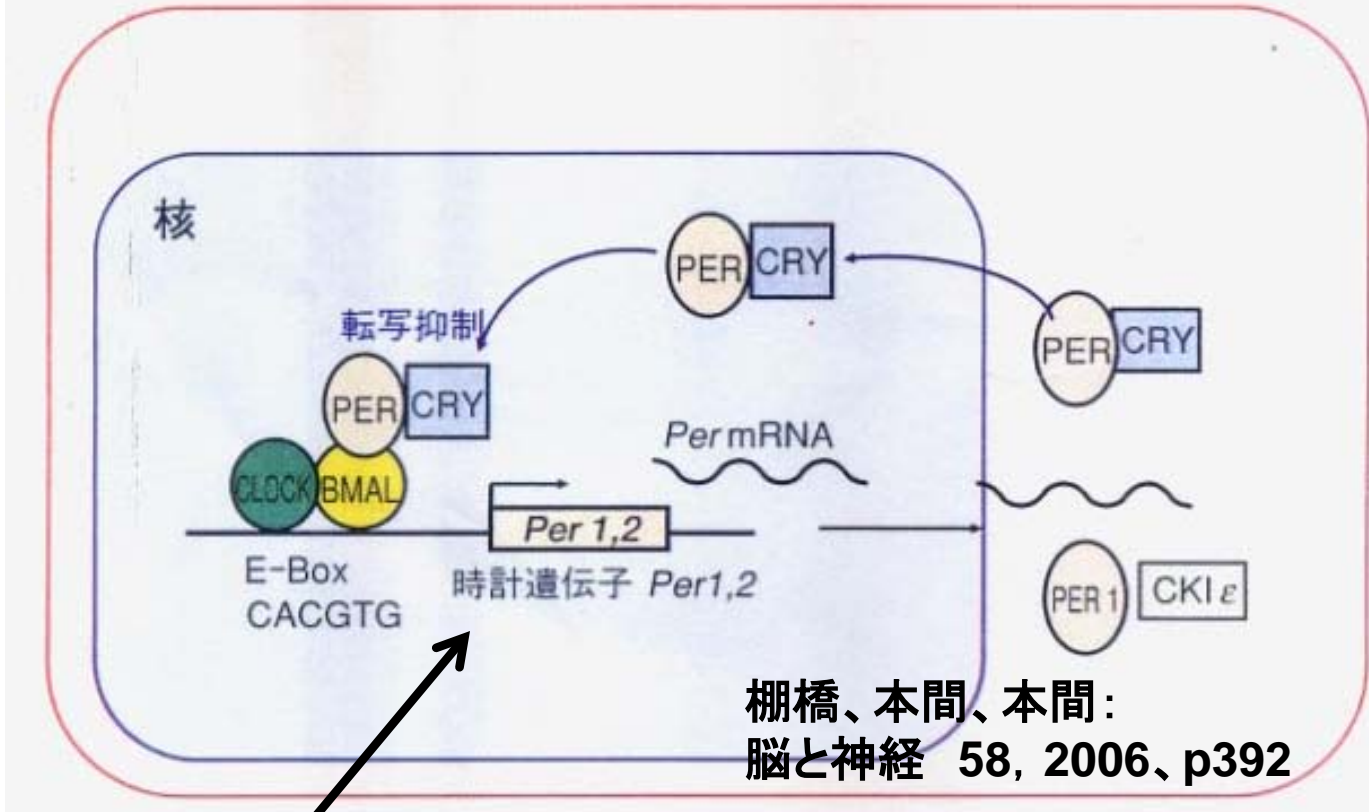 核
PER CRY
転写抑制
PER CRY
PER CRY
Per mRNA
CLOCK BMAL
Per 1,2
E-Box
CACGTG
時計遺伝子 Per1,2
PER 1 CKIε
棚橋、本間、本間：
脳と神経 58, 2006、p392